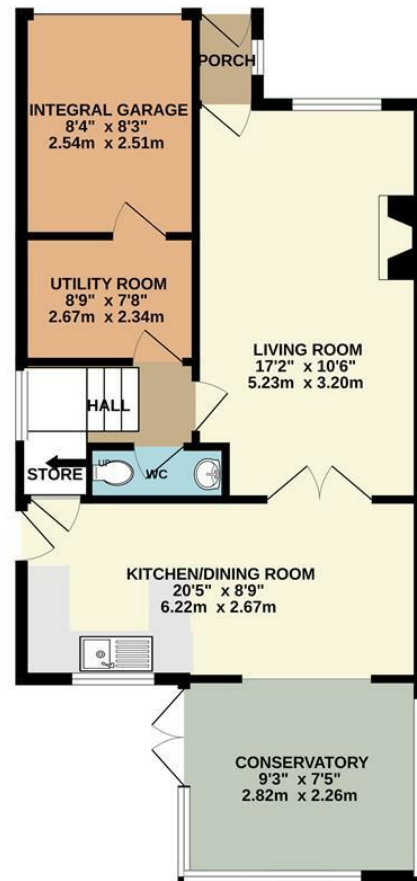 PORCH
INTEGRAL GARAGE
8'4" x 8'3"
2.54m x 2.51m
UTILITY ROOM
8'9" x 7'8"
2.67m x 2.34m
LIVING ROOM
17'2" x 10'6"
5.23m x 3.20m
HALL
UP
WC
STORE
KITCHEN/DINING ROOM
20'5" x 8'9"
6.22m x 2.67m
CONSERVATORY
9'3" x 7'5"
2.82m x 2.26m